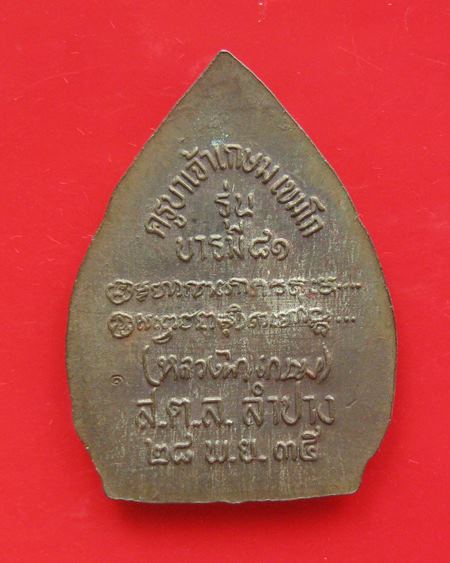 ครูบาเจ้าเกษม เขมโก
รุ่น
บารมี ๘๑
(หลวงพ่อเกษม)
๑
ส.ต.ล. ลำปาง
๒๘ พ.ย. ๓๕